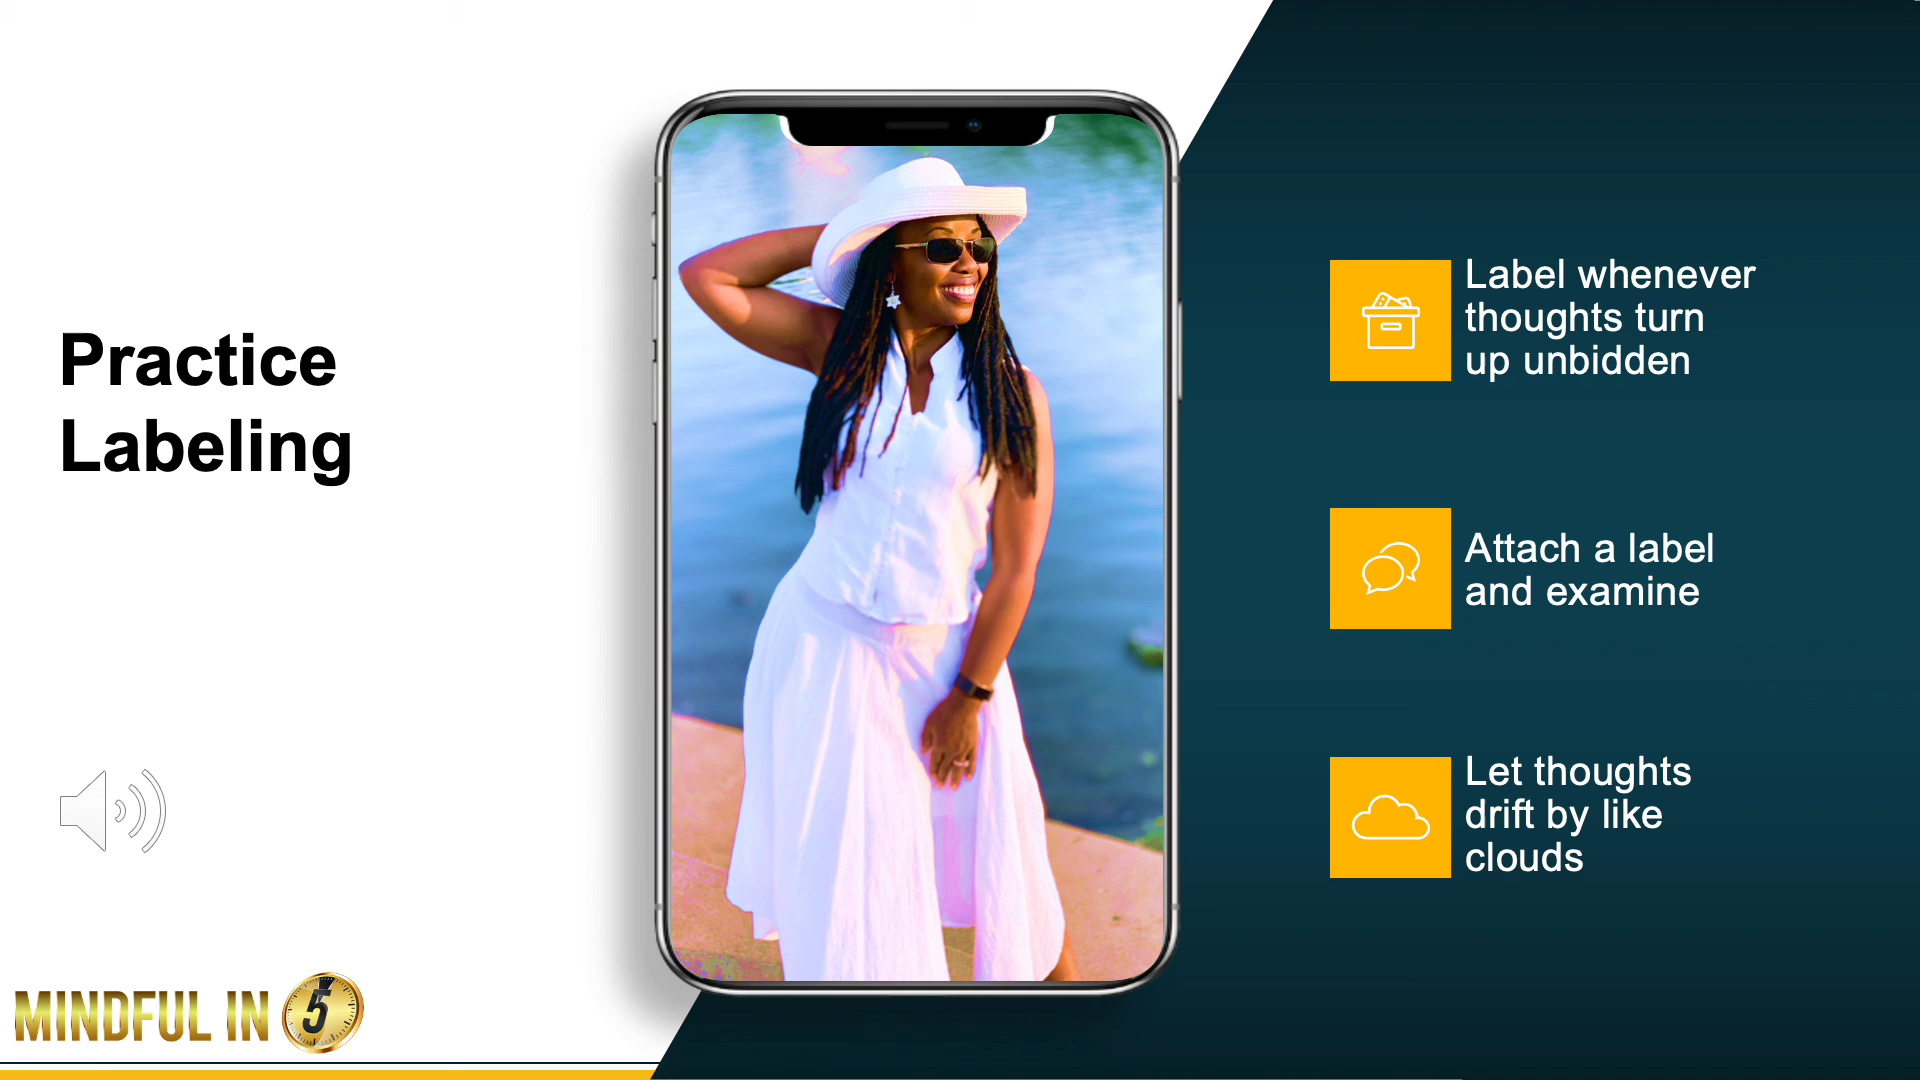 Practice
Labeling
Label whenever
thoughts turn
up unbidden
Attach a label
and examine
Let thoughts
drift by like
clouds
MINDFUL IN 5